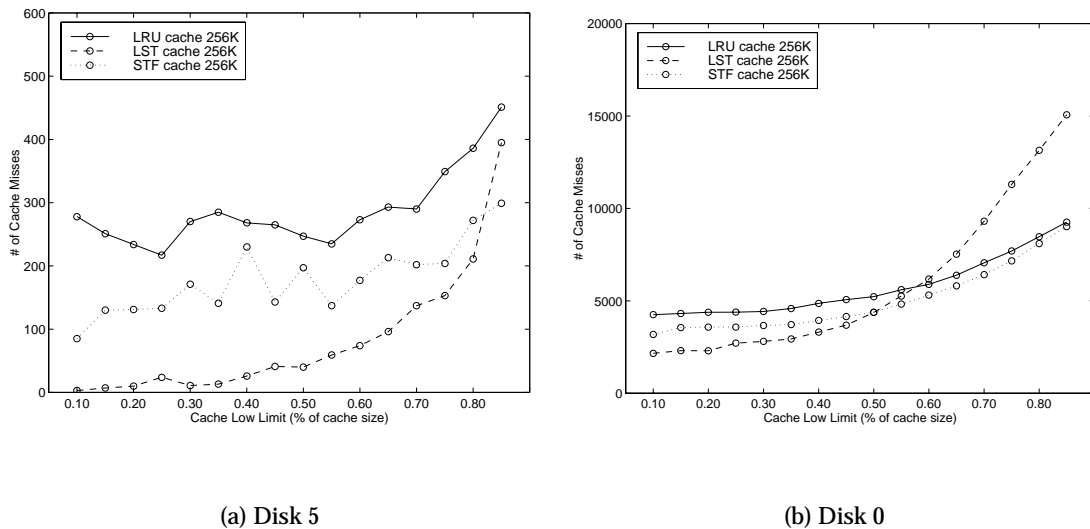 600
500
400
300
200
100
0
# of Cache Misses
LRU cache 256K
LST cache 256K
STF cache 256K
0.10 0.20 0.30 0.40 0.50 0.60 0.70 0.80
Cache Low Limit (% of cache size)
(a) Disk 5
20000
15000
10000
5000
0
# of Cache Misses
LRU cache 256K
LST cache 256K
STF cache 256K
0.10 0.20 0.30 0.40 0.50 0.60 0.70 0.80
Cache Low Limit (% of cache size)
(b) Disk 0